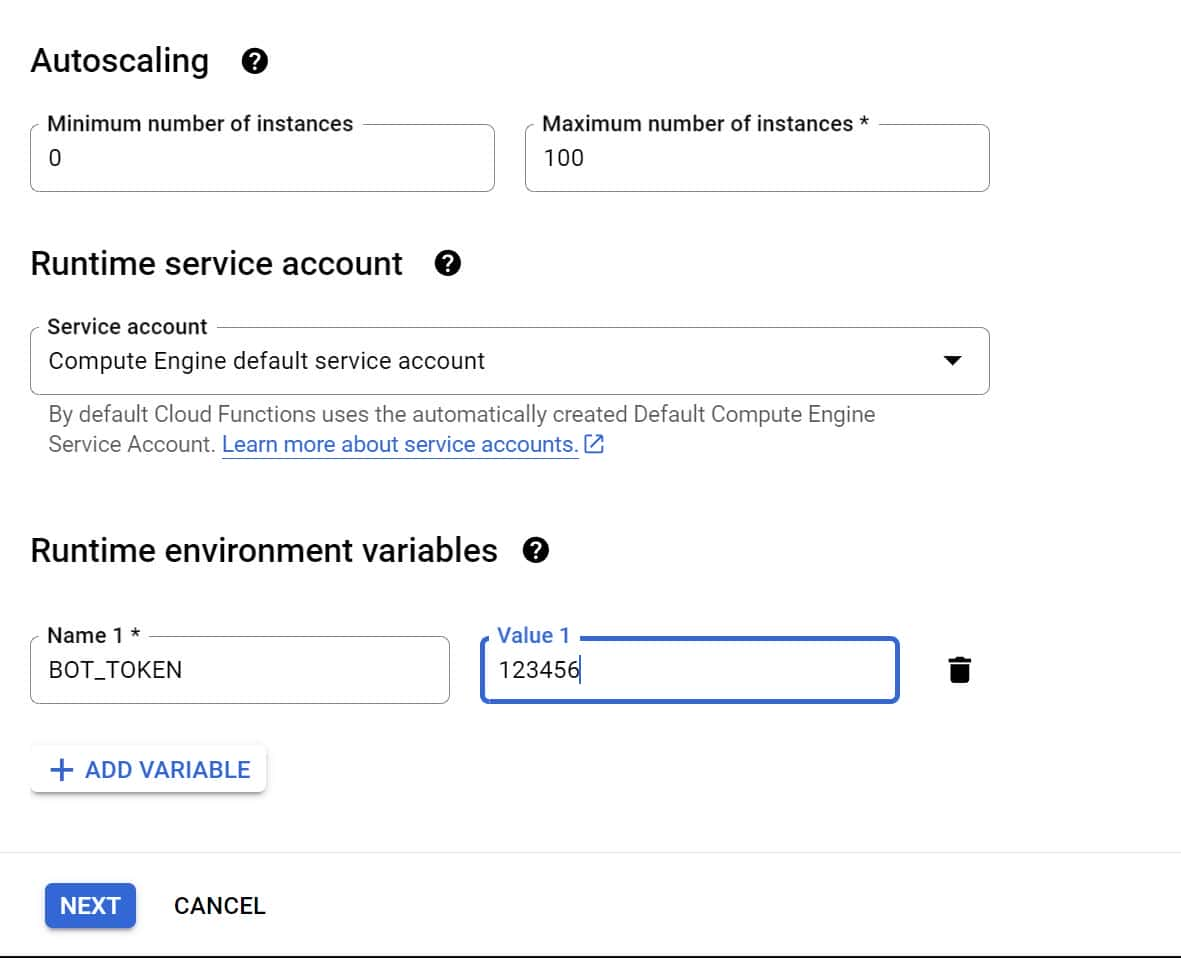 Autoscaling
Minimum number of instances
0
Maximum number of instances *
100
Runtime service account
Service account
Compute Engine default service account
By default Cloud Functions uses the automatically created Default Compute Engine
Service Account. Learn more about service accounts.
Runtime environment variables
Name 1 *
BOT_TOKEN
Value 1
123456
ADD VARIABLE
NEXT
CANCEL